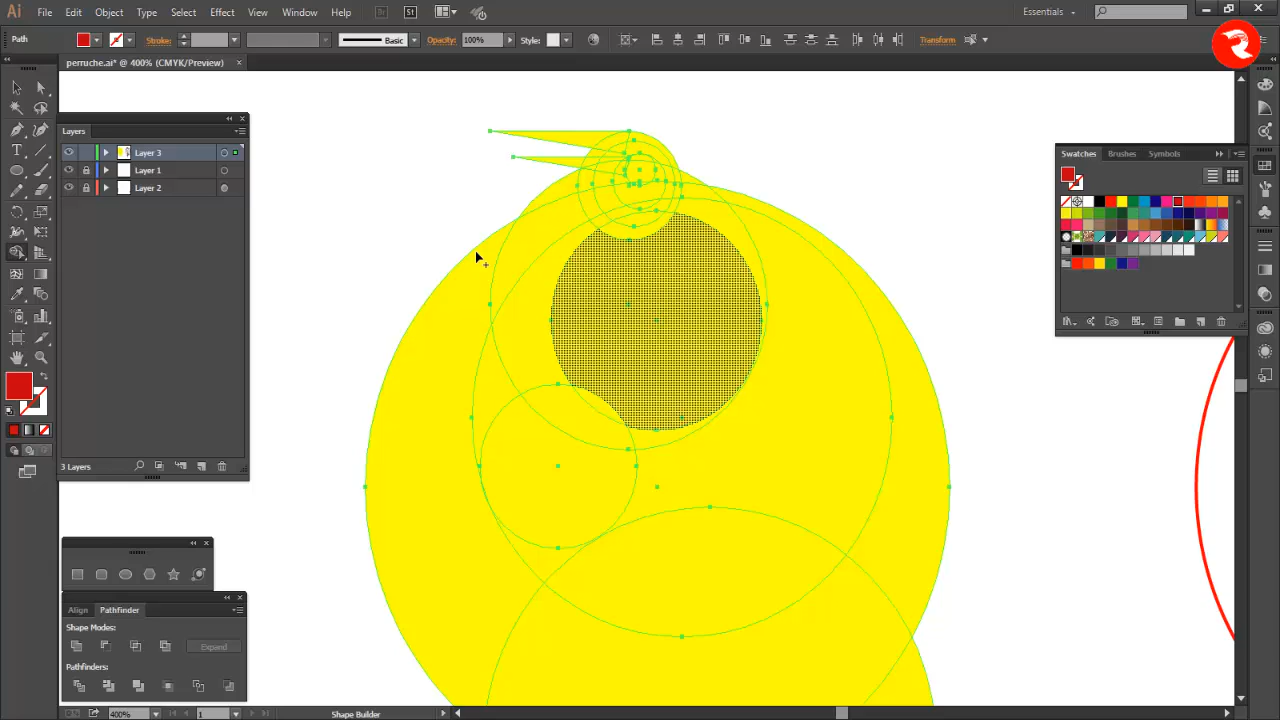 Ai File Edit Object Type Select Effect View Window Help Br St Essentials
Path Stroke: Basic Opacity: 100% Style: Transform
perruche.ai* @ 400% (CMYK/Preview)
Layers
Layer 3
Layer 1
Layer 2
3 Layers
Swatches Brushes Symbols
Align Pathfinder
Shape Modes:
Expand
Pathfinders:
400% 1 Shape Builder